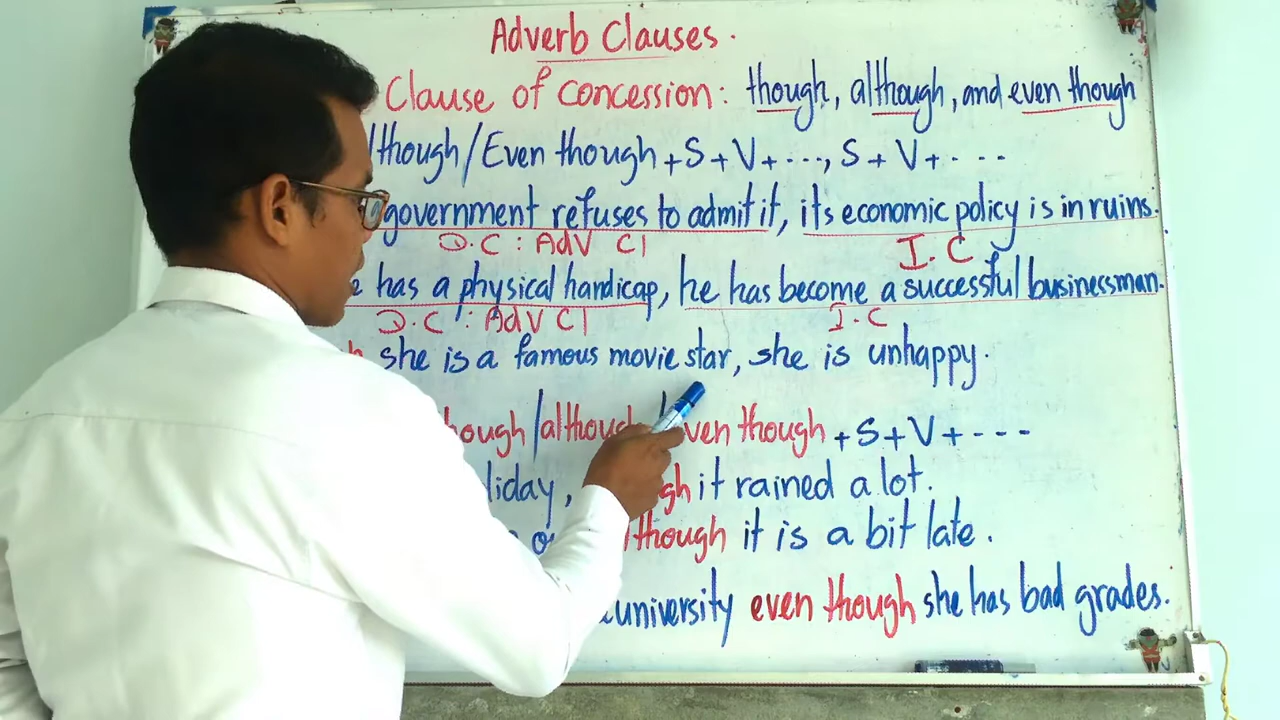 Adverb Clauses.
Clause of concession: though, although, and even though
though/Even though + S + V + ..., S + V + ...
government refuses to admit it, its economic policy is in ruins.
D.C : Adv Cl I.C
has a physical handicap, he has become a successful businessman.
D.C : Adv Cl I.C
she is a famous movie star, she is unhappy.
though/although even though + S + V + ...
it rained a lot.
although it is a bit late.
university even though she has bad grades.